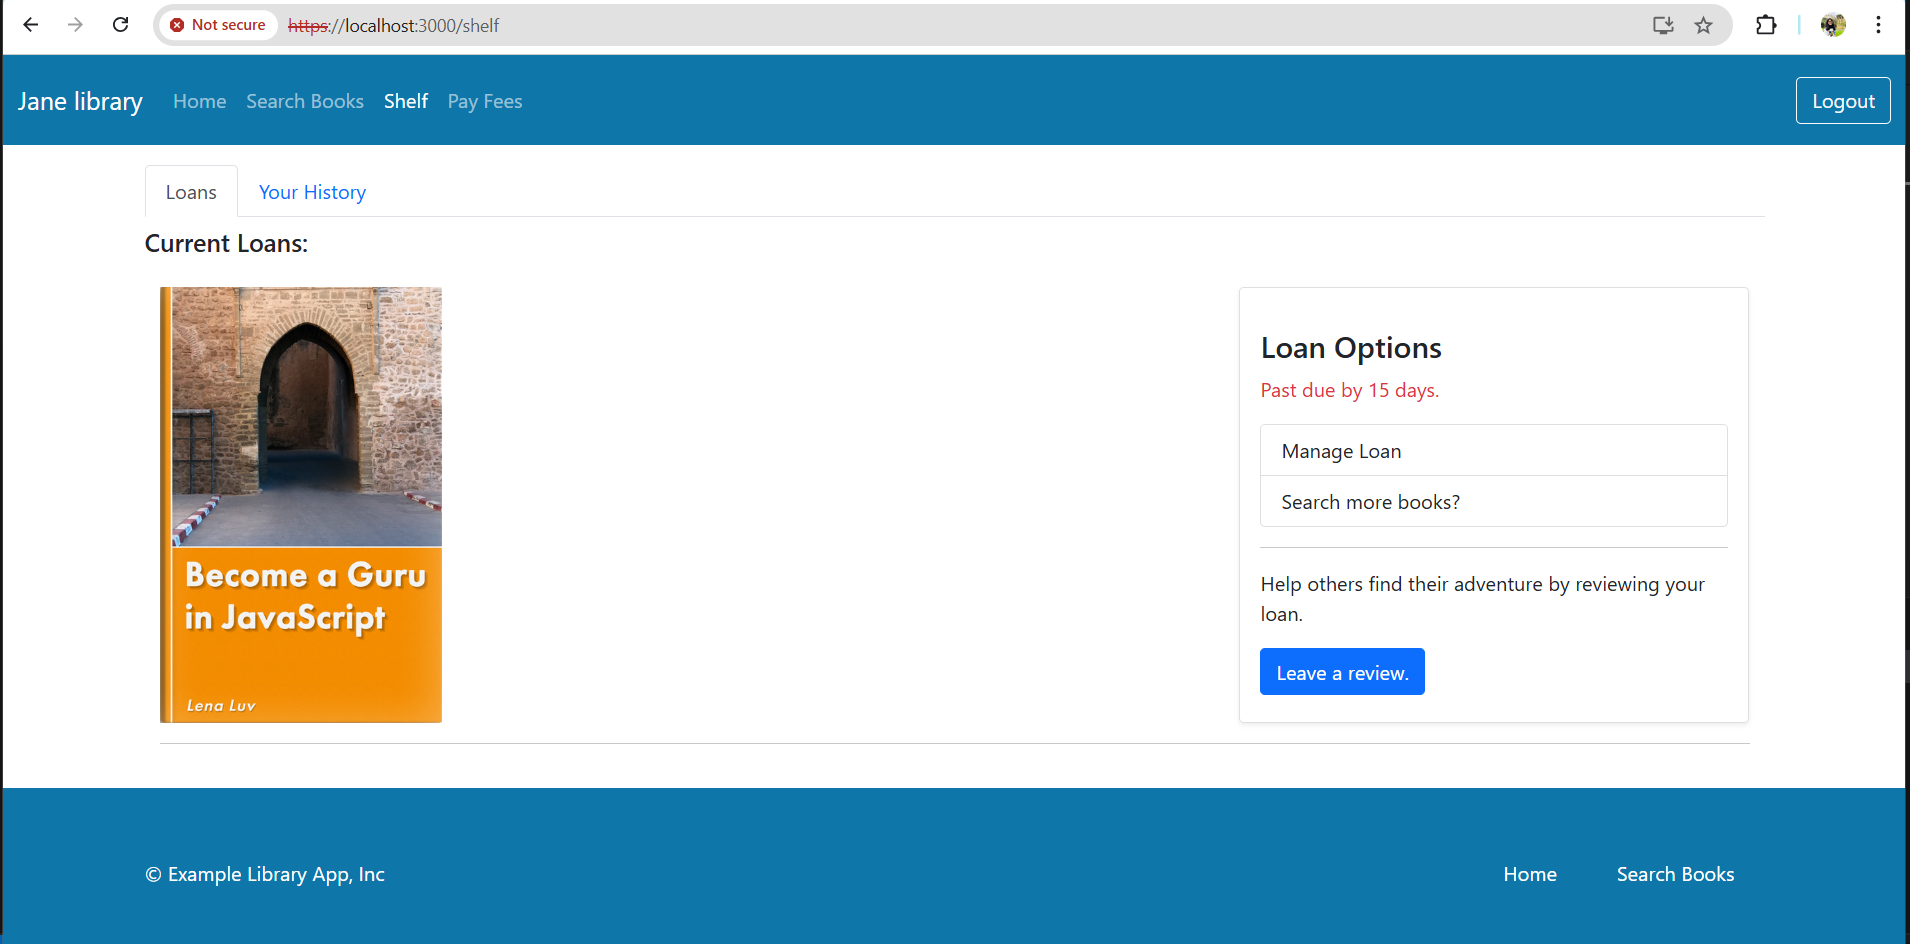 Not secure https://localhost:3000/shelf
Jane library Home Search Books Shelf Pay Fees Logout
Loans Your History
Current Loans:
Become a Guru
in JavaScript
Lena Luv
Loan Options
Past due by 15 days.
Manage Loan
Search more books?
Help others find their adventure by reviewing your
loan.
Leave a review.
© Example Library App, Inc Home Search Books